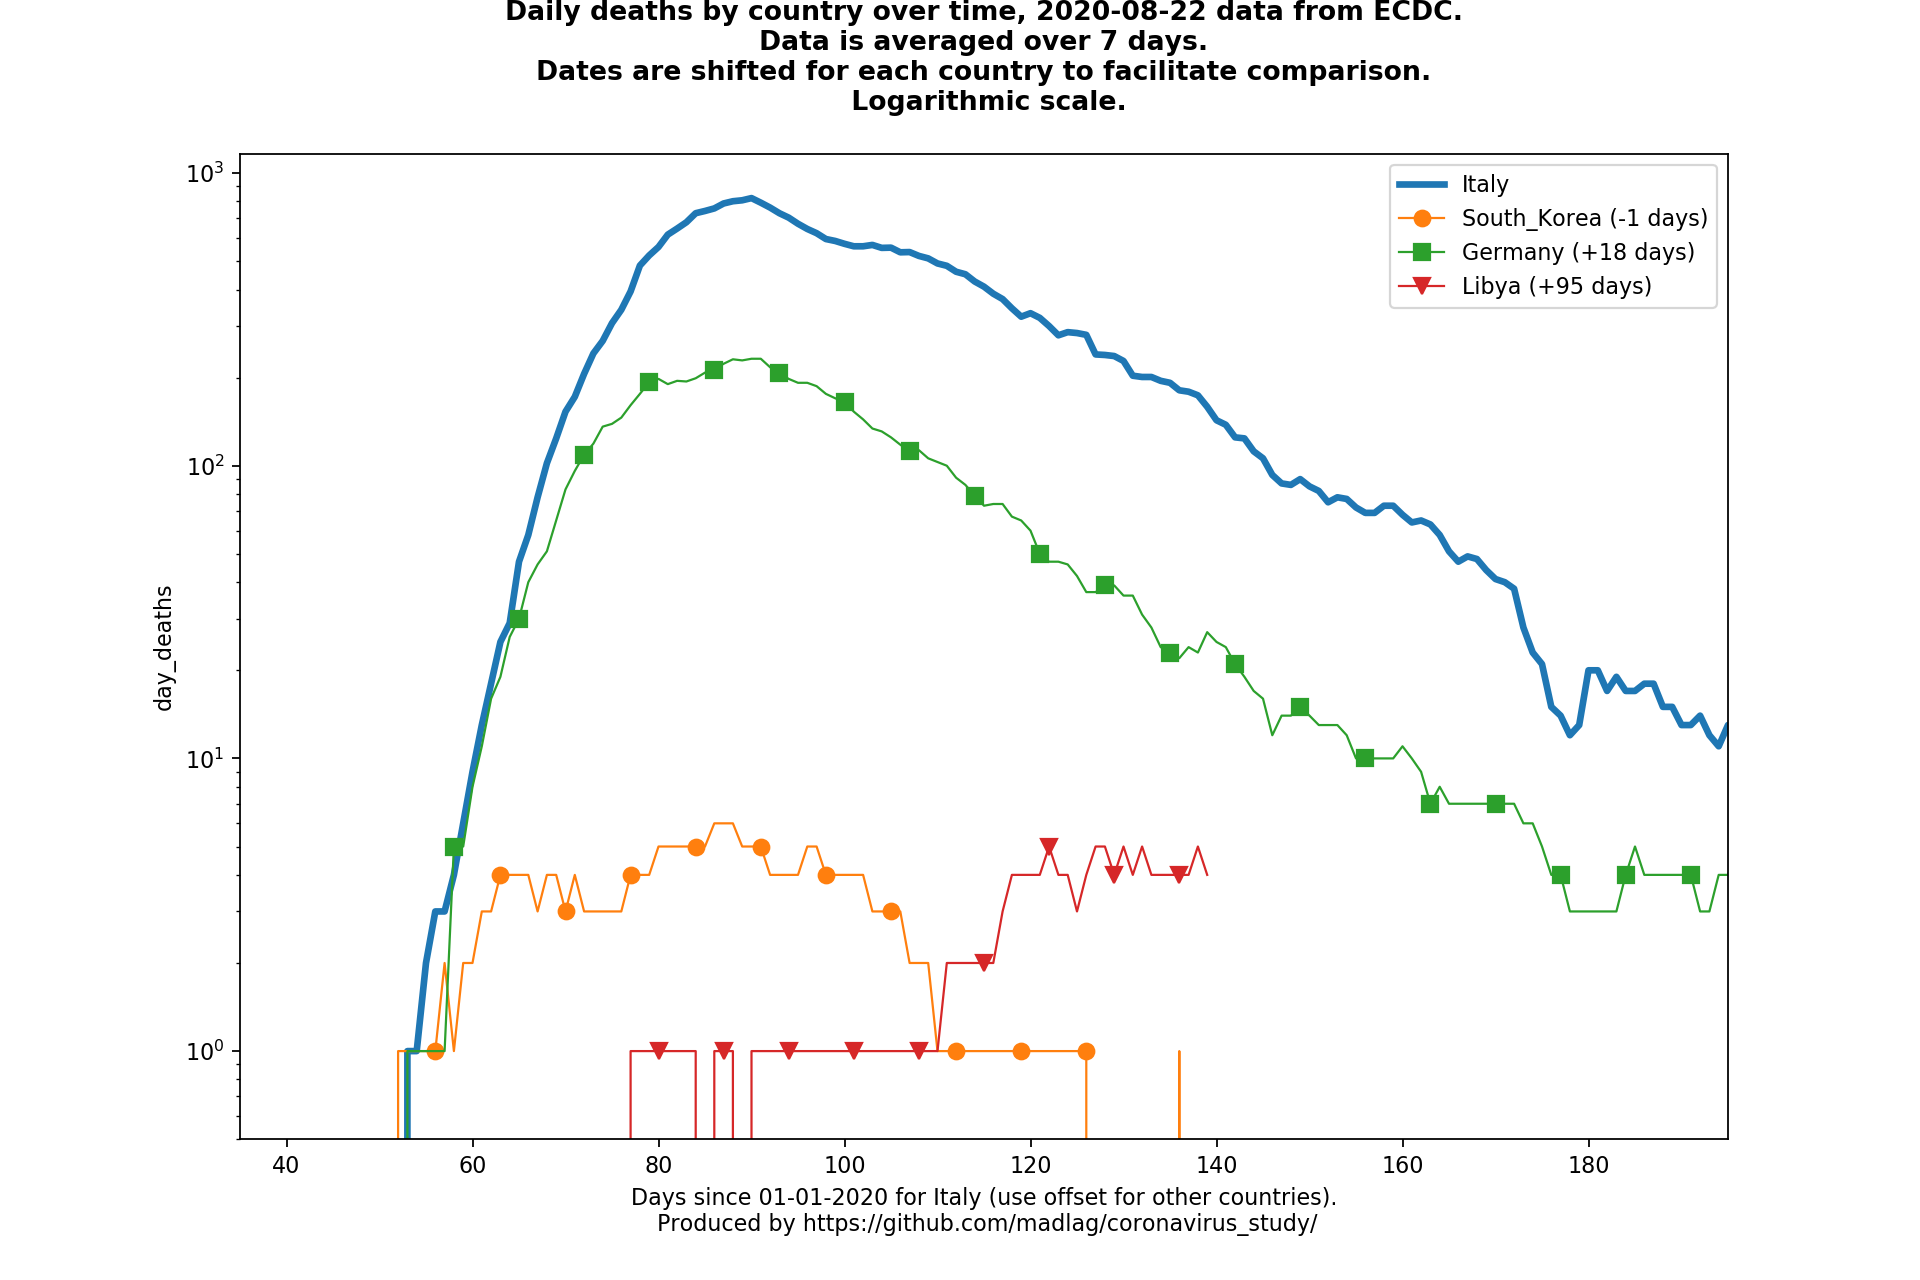 Daily deaths by country over time, 2020-08-22 data from ECDC.
Data is averaged over 7 days.
Dates are shifted for each country to facilitate comparison.
Logarithmic scale.
10³
10²
10¹
10⁰
day_deaths
Italy
South_Korea (-1 days)
Germany (+18 days)
Libya (+95 days)
40 60 80 100 120 140 160 180
Days since 01-01-2020 for Italy (use offset for other countries).
Produced by https://github.com/madlag/coronavirus_study/